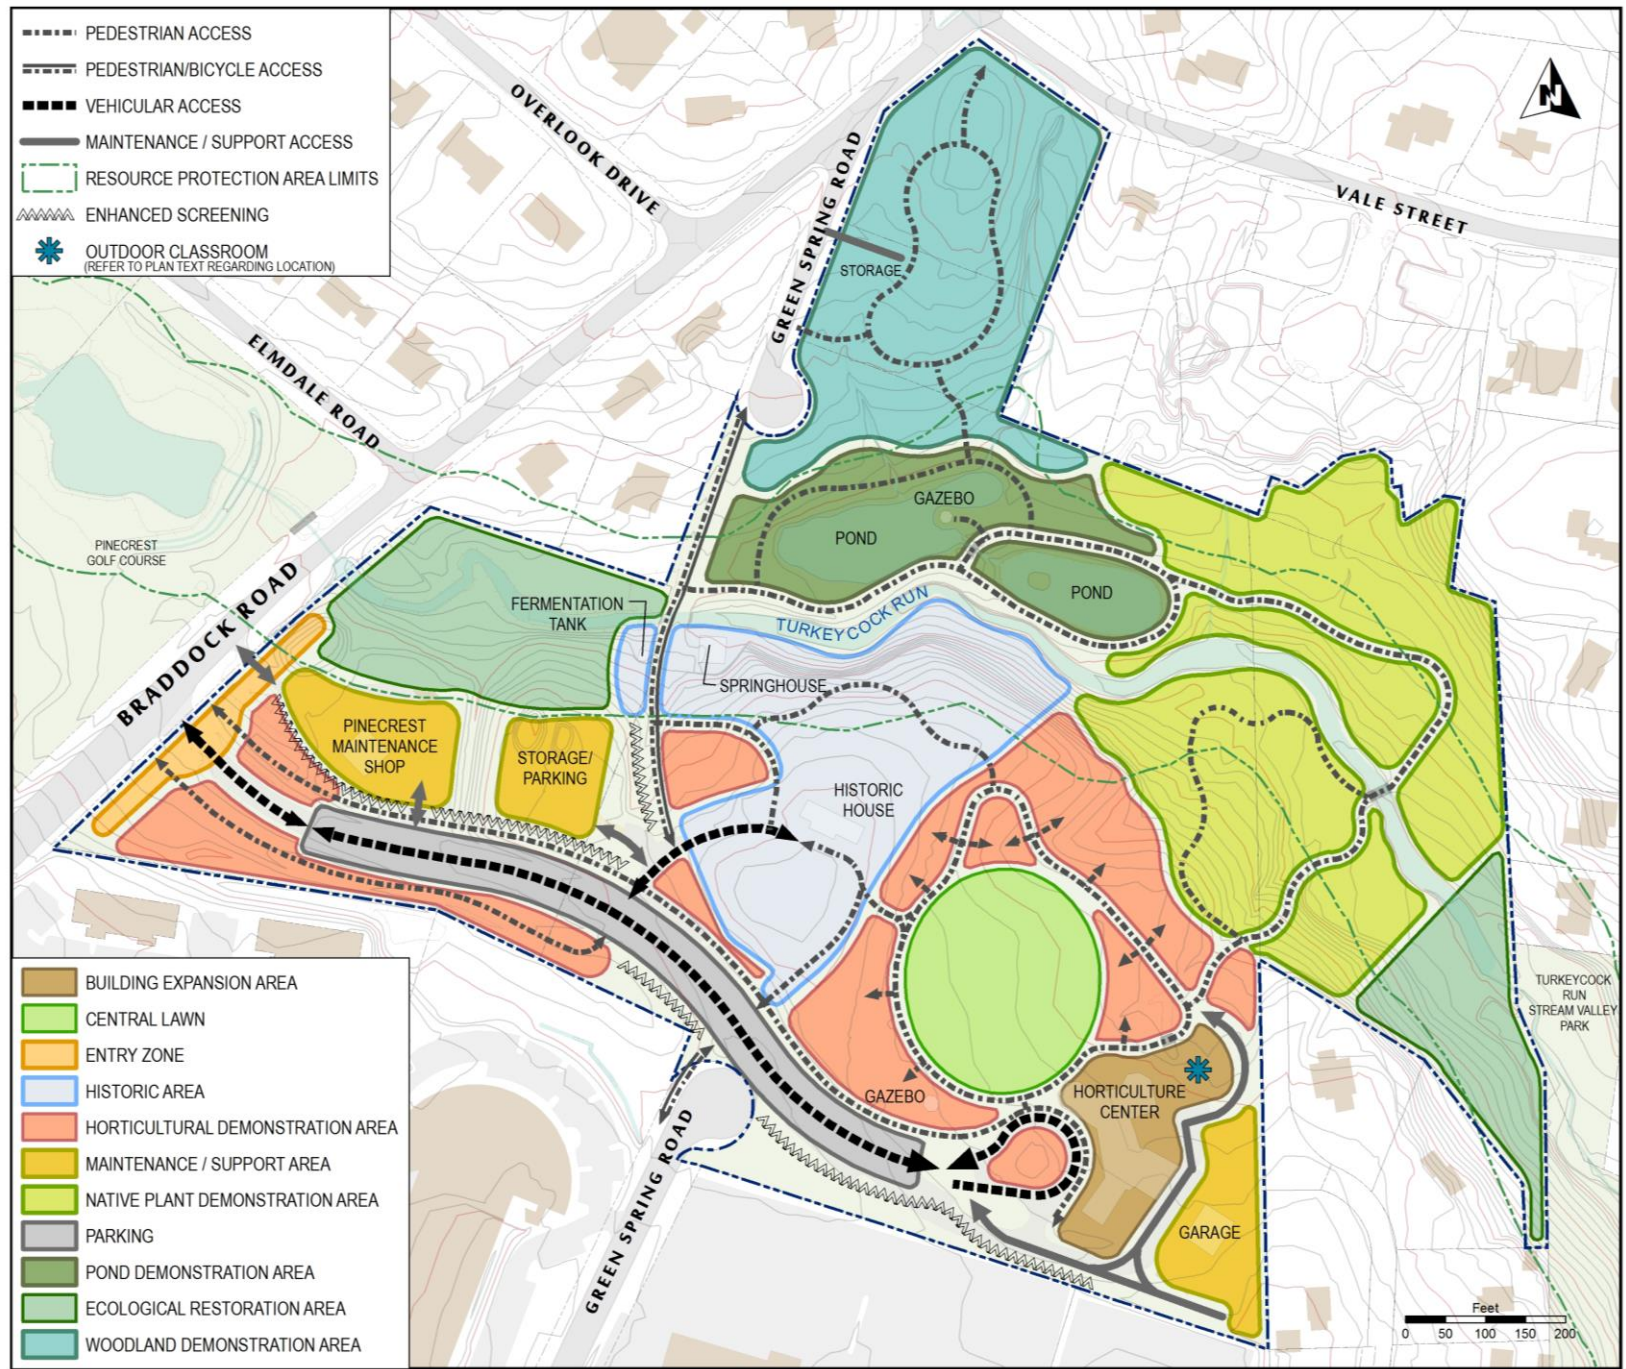 PEDESTRIAN ACCESS
PEDESTRIAN/BICYCLE ACCESS
VEHICULAR ACCESS
MAINTENANCE / SUPPORT ACCESS
RESOURCE PROTECTION AREA LIMITS
ENHANCED SCREENING
OUTDOOR CLASSROOM
(REFER TO PLAN TEXT REGARDING LOCATION)
N
OVERLOOK DRIVE
GREEN SPRING ROAD
VALE STREET
STORAGE
ELMDALE ROAD
PINECREST
GOLF COURSE
BRADDOCK ROAD
GAZEBO
POND
POND
FERMENTATION
TANK
TURKEYCOCK RUN
SPRINGHOUSE
PINECREST
MAINTENANCE
SHOP
STORAGE/
PARKING
HISTORIC
HOUSE
GAZEBO
HORTICULTURE
CENTER
GARAGE
GREEN SPRING ROAD
TURKEYCOCK
RUN
STREAM VALLEY
PARK
BUILDING EXPANSION AREA
CENTRAL LAWN
ENTRY ZONE
HISTORIC AREA
HORTICULTURAL DEMONSTRATION AREA
MAINTENANCE / SUPPORT AREA
NATIVE PLANT DEMONSTRATION AREA
PARKING
POND DEMONSTRATION AREA
ECOLOGICAL RESTORATION AREA
WOODLAND DEMONSTRATION AREA
Feet
0 50 100 150 200